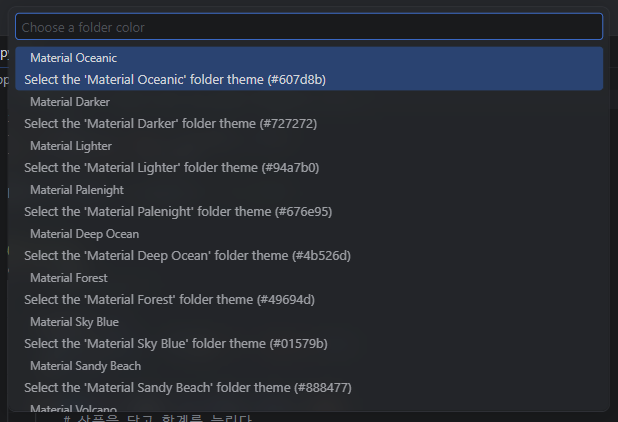 Choose a folder color
Material Oceanic
Select the 'Material Oceanic' folder theme (#607d8b)
Material Darker
Select the 'Material Darker' folder theme (#727272)
Material Lighter
Select the 'Material Lighter' folder theme (#94a7b0)
Material Palenight
Select the 'Material Palenight' folder theme (#676e95)
Material Deep Ocean
Select the 'Material Deep Ocean' folder theme (#4b526d)
Material Forest
Select the 'Material Forest' folder theme (#49694d)
Material Sky Blue
Select the 'Material Sky Blue' folder theme (#01579b)
Material Sandy Beach
Select the 'Material Sandy Beach' folder theme (#888477)
Material Volcano